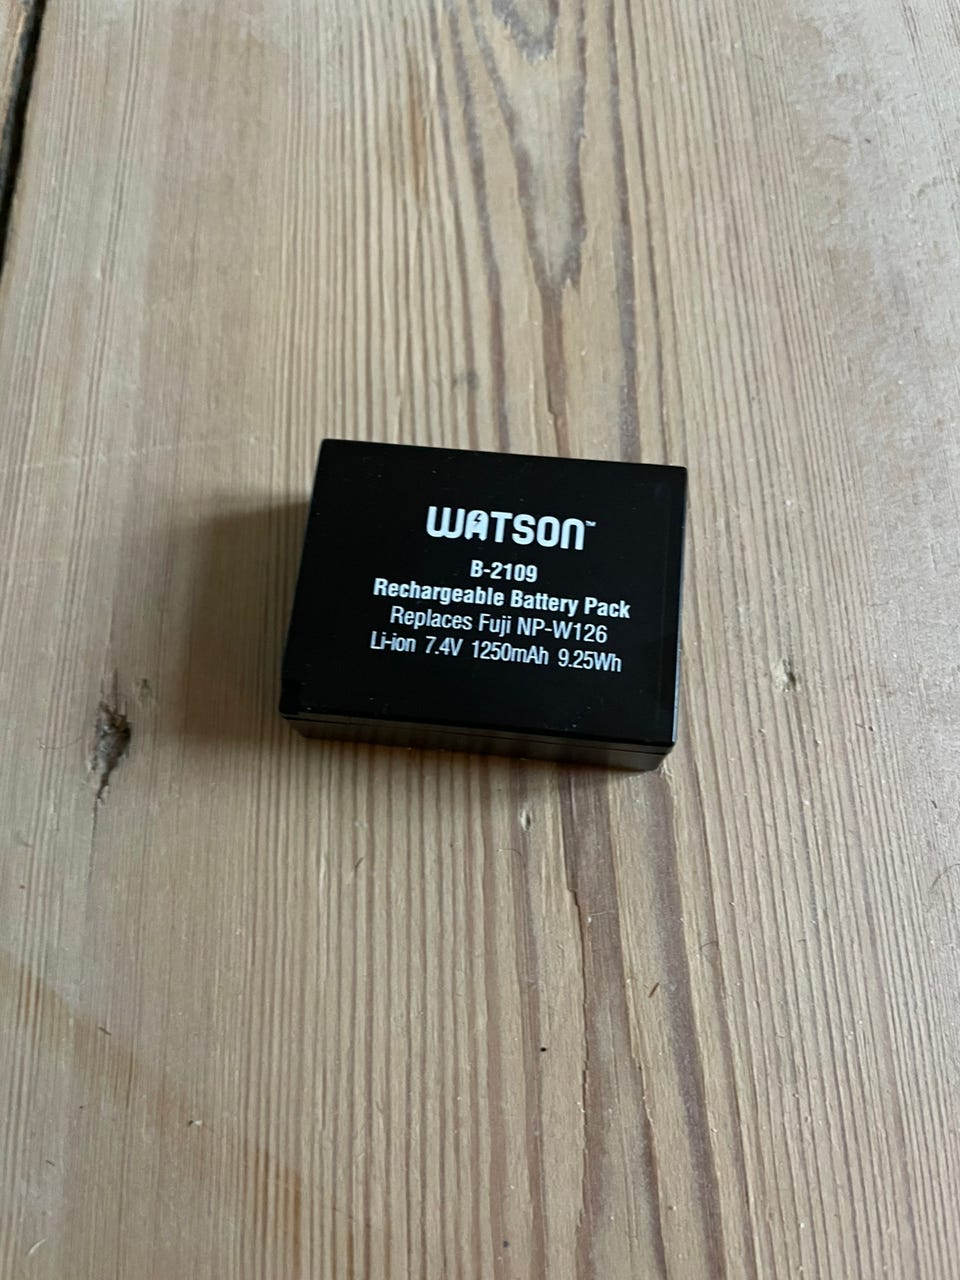 WATSON™
B-2109
Rechargeable Battery Pack
Replaces Fuji NP-W126
Li-ion 7.4V 1250mAh 9.25Wh